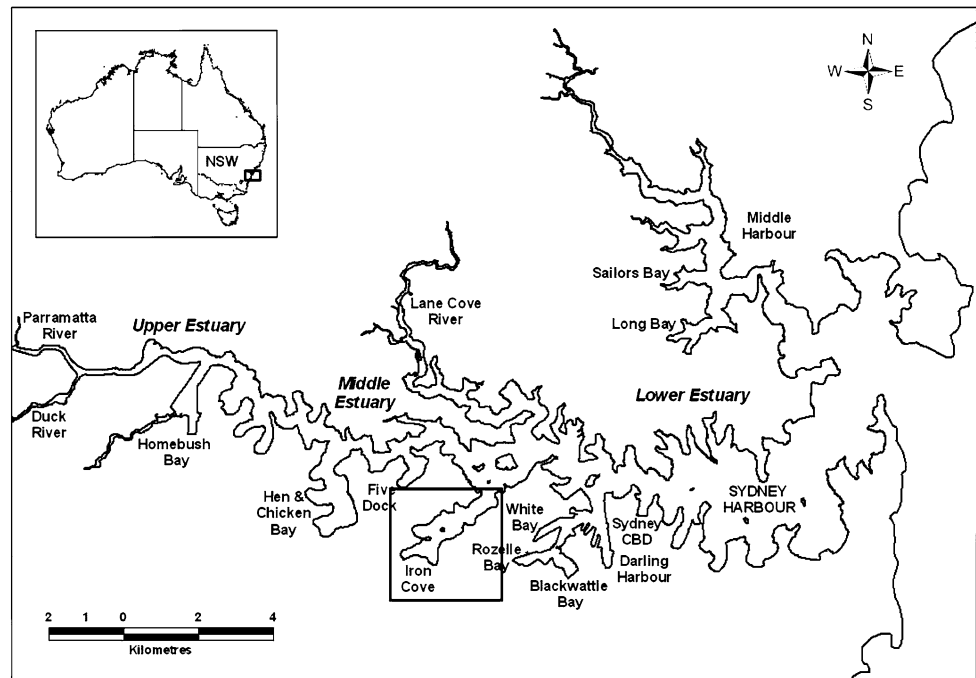 N
W E
S
NSW
Middle
Harbour
Sailors Bay
Lane Cove
River
Long Bay
Parramatta
River
Upper Estuary
Middle
Estuary
Lower Estuary
Duck
River
Homebush
Bay
Hen &
Chicken
Bay
Five
Dock
White
Bay
Sydney
CBD
SYDNEY
HARBOUR
Rozelle
Bay
Iron
Cove
Darling
Harbour
Blackwattle
Bay
2 1 0 2 4
Kilometres